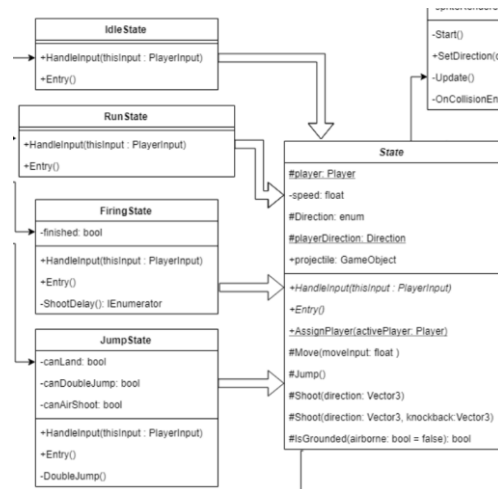 IdleState
+HandleInput(thisInput : PlayerInput)
+Entry()
RunState
+HandleInput(thisInput : PlayerInput)
+Entry()
FiringState
-finished: bool
+HandleInput(thisInput : PlayerInput)
+Entry()
-ShootDelay(): IEnumerator
JumpState
-canLand: bool
-canDoubleJump: bool
-canAirShoot: bool
+HandleInput(thisInput : PlayerInput)
+Entry()
-DoubleJump()
-Start()
+SetDirection(
-Update()
-OnCollisionEn
State
#player: Player
-speed: float
#Direction: enum
#playerDirection: Direction
+projectile: GameObject
+HandleInput(thisInput : PlayerInput)
+Entry()
+AssignPlayer(activePlayer: Player)
#Move(moveInput: float )
#Jump()
#Shoot(direction: Vector3)
#Shoot(direction: Vector3, knockback:Vector3)
#IsGrounded(airborne: bool = false): bool